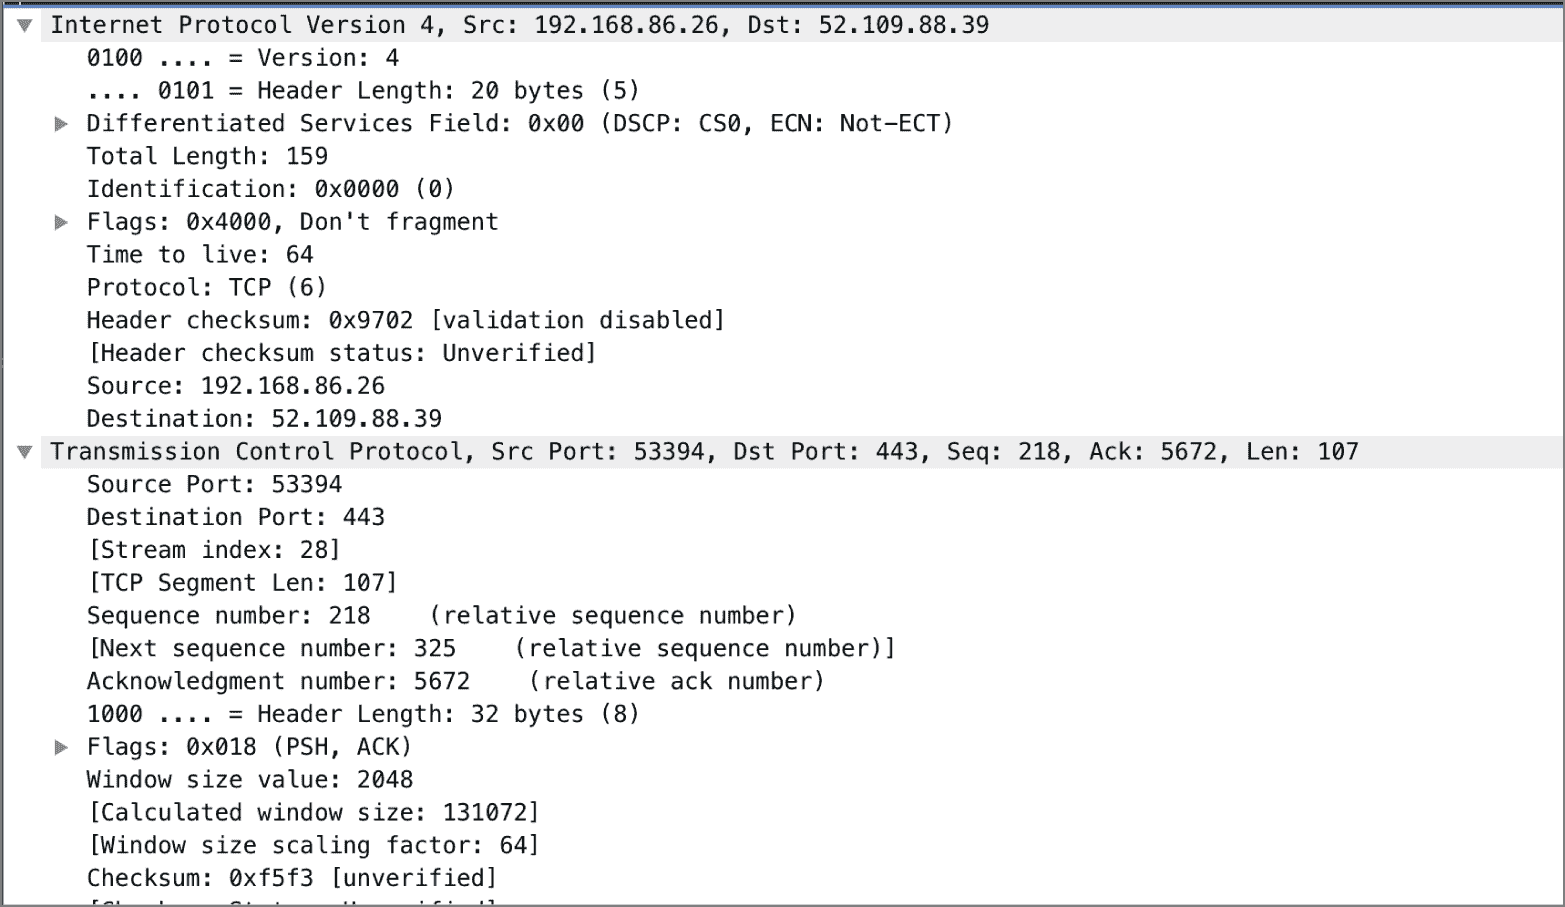 Internet Protocol Version 4, Src: 192.168.86.26, Dst: 52.109.88.39
0100 .... = Version: 4
.... 0101 = Header Length: 20 bytes (5)
Differentiated Services Field: 0x00 (DSCP: CS0, ECN: Not-ECT)
Total Length: 159
Identification: 0x0000 (0)
Flags: 0x4000, Don't fragment
Time to live: 64
Protocol: TCP (6)
Header checksum: 0x9702 [validation disabled]
[Header checksum status: Unverified]
Source: 192.168.86.26
Destination: 52.109.88.39
Transmission Control Protocol, Src Port: 53394, Dst Port: 443, Seq: 218, Ack: 5672, Len: 107
Source Port: 53394
Destination Port: 443
[Stream index: 28]
[TCP Segment Len: 107]
Sequence number: 218    (relative sequence number)
[Next sequence number: 325    (relative sequence number)]
Acknowledgment number: 5672    (relative ack number)
1000 .... = Header Length: 32 bytes (8)
Flags: 0x018 (PSH, ACK)
Window size value: 2048
[Calculated window size: 131072]
[Window size scaling factor: 64]
Checksum: 0xf5f3 [unverified]